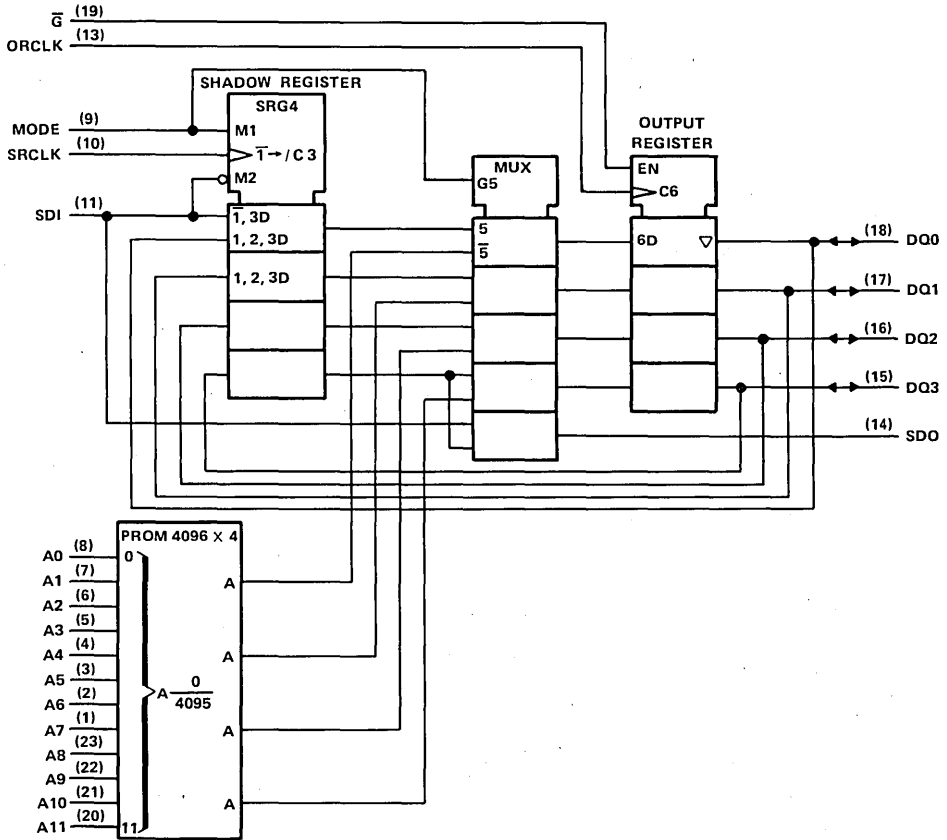 G̅ (19)
ORCLK (13)
SHADOW REGISTER
SRG4
MODE (9)
M1
SRCLK (10)
1̅ → /C 3
M2
SDI (11)
1̅, 3D
1, 2, 3D
1, 2, 3D
MUX
G5
5
5̅
OUTPUT
REGISTER
EN
C6
6D ▽
(18) DQ0
(17) DQ1
(16) DQ2
(15) DQ3
(14) SDO
PROM 4096 X 4
A0 (8) 0
A1 (7) A
A2 (6)
A3 (5)
A4 (4) A
A5 (3)
A6 (2)
A 0/4095
A7 (1) A
A8 (23)
A9 (22)
A10 (21) A
A11 (20) 11